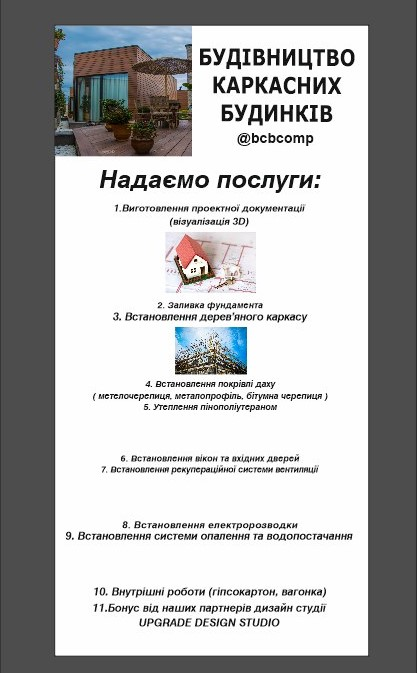 БУДІВНИЦТВО
КАРКАСНИХ
БУДИНКІВ
@bcbcomp
Надаємо послуги:
1.Виготовлення проектної документації
(візуалізація 3D)
2. Заливка фундамента
3. Встановлення дерев'яного каркасу
4. Встановлення покрівлі даху
( метелочерепиця, металопрофіль, бітумна черепиця )
5. Утеплення пінополіутераном
6. Встановлення вікон та вхідних дверей
7. Встановлення рекупераційної системи вентиляції
8. Встановлення електророзводки
9. Встановлення системи опалення та водопостачання
10. Внутрішні роботи (гіпсокартон, вагонка)
11.Бонус від наших партнерів дизайн студії
UPGRADE DESIGN STUDIO